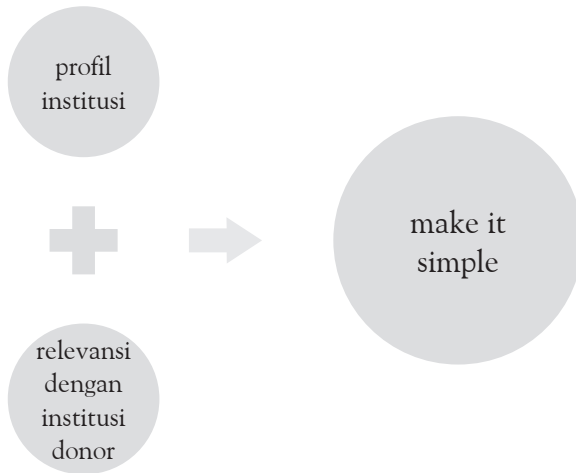 profil
institusi
make it
simple
relevansi
dengan
institusi
donor